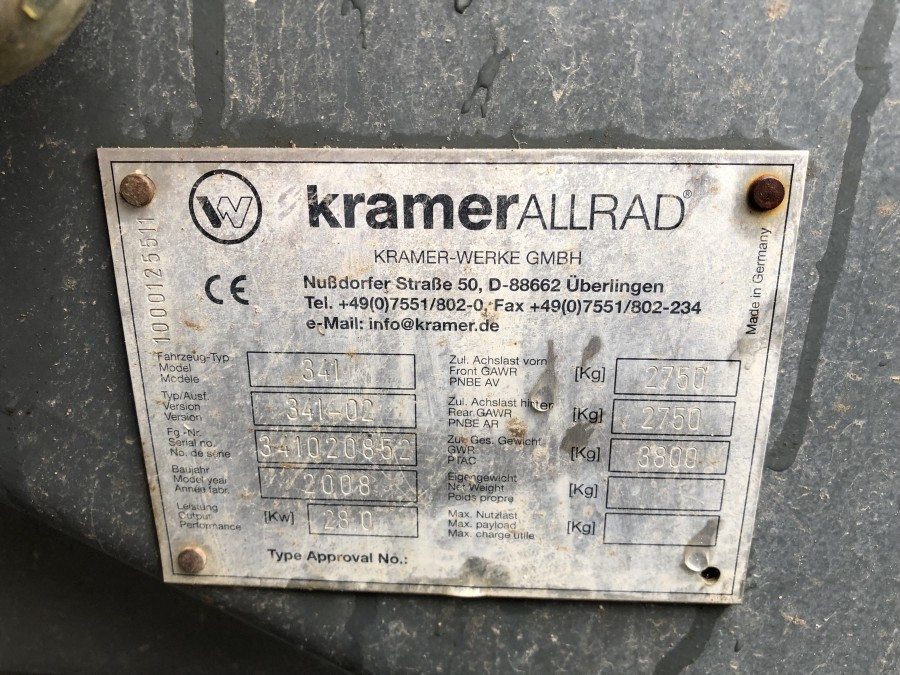 W kramerALLRAD®
KRAMER-WERKE GMBH
Nußdorfer Straße 50, D-88662 Überlingen
Tel. +49(0)7551/802-0, Fax +49(0)7551/802-234
e-Mail: info@kramer.de
CE
1000125511
Made in Germany
Fahrzeug-Typ
Model
Modele
341
Typ/Ausf.
Version
Version
341-02
Fg.-Nr.
Serial no.
No. de série
341020852
Baujahr
Model year
Année fabr.
2008
Leistung
Output
Performance
[Kw] 28.0
Type Approval No.:
Zul. Achslast vorn
Front GAWR
PNBE AV
[Kg] 2750
Zul. Achslast hinten
Rear. GAWR
PNBE AR
[Kg] 2750
Zul. Ges. Gewicht
GWR
PTAC
[Kg] 3800
Eigengewicht
Net Weight
Poids propre
[Kg]
Max. Nutzlast
Max. payload
Max. charge utile
[Kg]